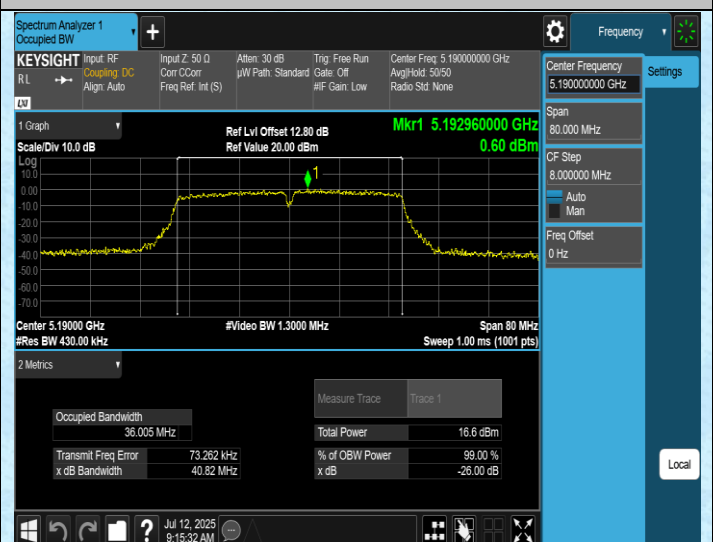 Spectrum Analyzer 1
Occupied BW
+
Frequency
KEYSIGHT
RL
LXI
Input: RF
Coupling: DC
Align: Auto
Input Z: 50 Ω
Corr CCorr
Freq Ref: Int (S)
Atten: 30 dB
µW Path: Standard
Trig: Free Run
Gate: Off
#IF Gain: Low
Center Freq: 5.190000000 GHz
Avg|Hold: 50/50
Radio Std: None
Center Frequency
5.190000000 GHz
Settings
Span
80.000 MHz
CF Step
8.000000 MHz
Auto
Man
Freq Offset
0 Hz
1 Graph
Scale/Div 10.0 dB
Ref Lvl Offset 12.80 dB
Ref Value 20.00 dBm
Mkr1 5.192960000 GHz
0.60 dBm
Log
10.0
0.00
-10.0
-20.0
-30.0
-40.0
-50.0
-60.0
-70.0
1
Center 5.19000 GHz
#Res BW 430.00 kHz
#Video BW 1.3000 MHz
Span 80 MHz
Sweep 1.00 ms (1001 pts)
2 Metrics
Measure Trace Trace 1
Occupied Bandwidth
36.005 MHz
Total Power 16.6 dBm
Transmit Freq Error 73.262 kHz
% of OBW Power 99.00 %
x dB Bandwidth 40.82 MHz
x dB -26.00 dB
Local
?
Jul 12, 2025
9:15:32 AM